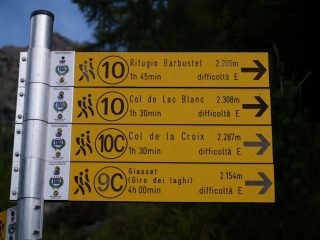 10 Rifugio Barbustel 2.205m
1h 45min difficoltà E
10 Col de Lac Blanc 2.308m
1h 30min difficoltà E
10C Col de la Croix 2.287m
1h 30min difficoltà E
9C Giasset 2.154m
(Giro dei laghi)
4h 00min difficoltà E